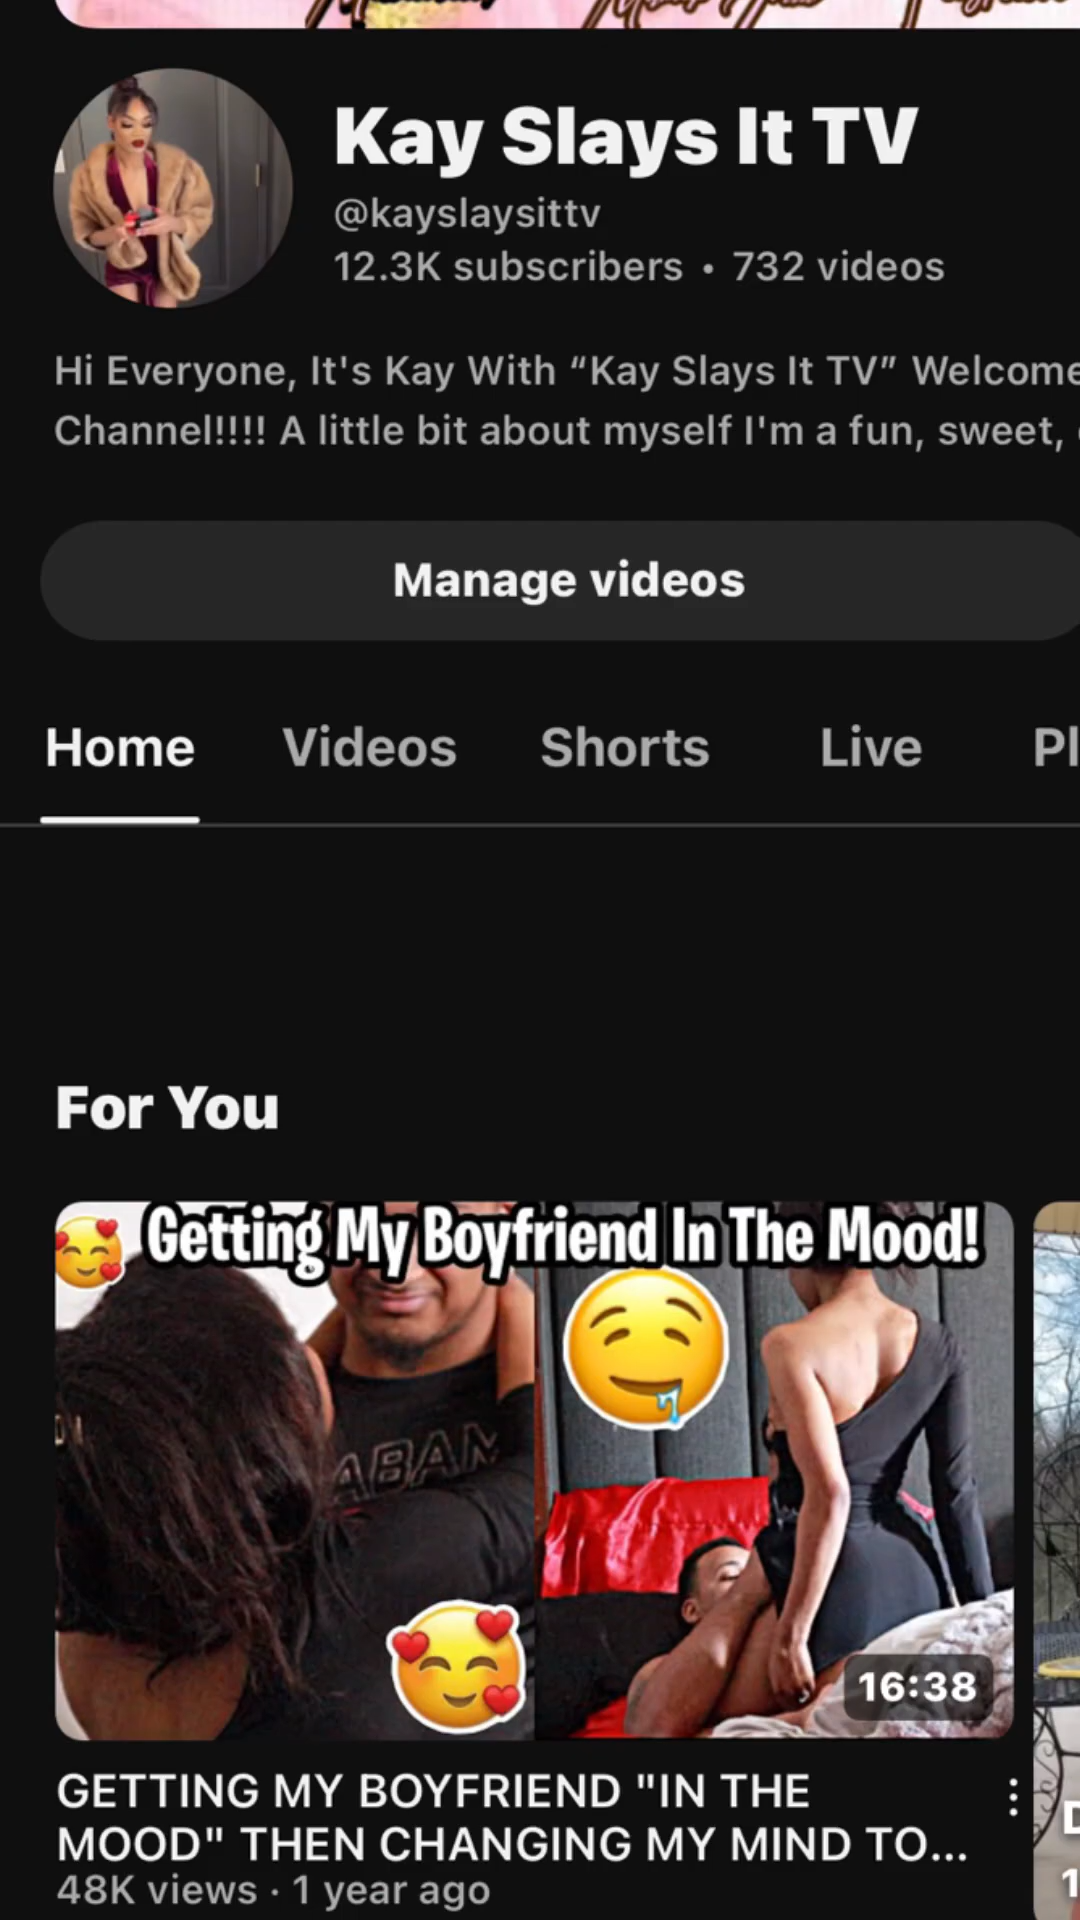 Kay Slays It TV
@kayslaysittv
12.3K subscribers • 732 videos
Hi Everyone, It's Kay With “Kay Slays It TV” Welcome
Channel!!!! A little bit about myself I'm a fun, sweet,
Manage videos
Home Videos Shorts Live Pl
For You
Getting My Boyfriend In The Mood!
ABAM
16:38
GETTING MY BOYFRIEND "IN THE
MOOD" THEN CHANGING MY MIND TO...
48K views · 1 year ago